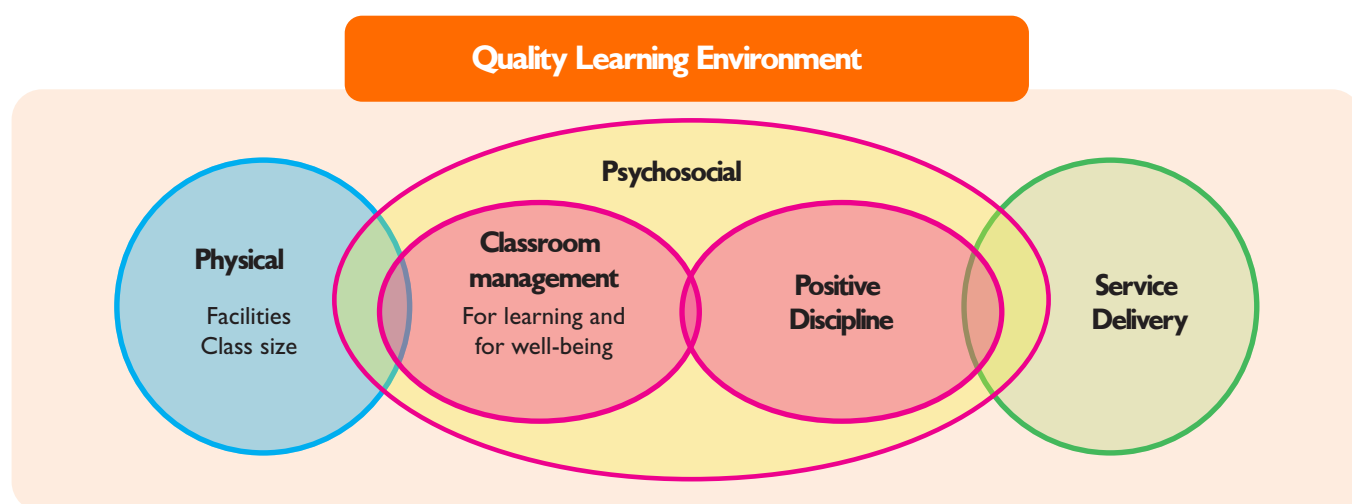 Quality Learning Environment
Psychosocial
Physical
Facilities
Class size
Classroom
management
For learning and
for well-being
Positive
Discipline
Service
Delivery